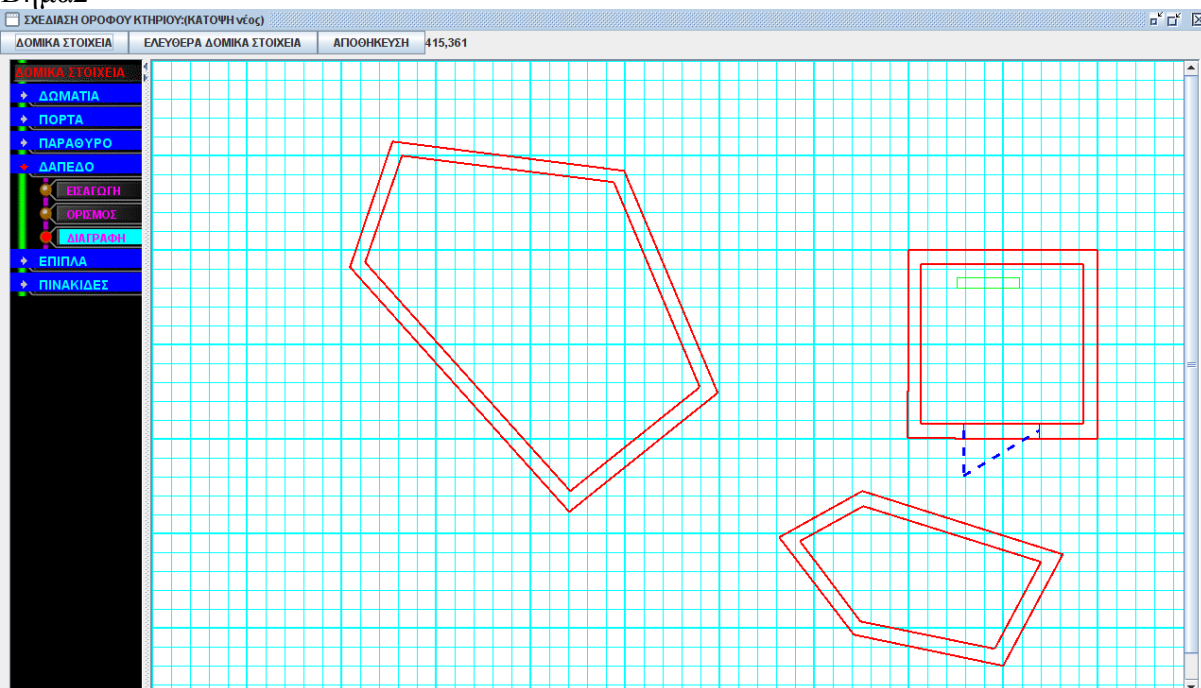 ΣΧΕΔΙΑΣΗ ΟΡΟΦΟΥ ΚΤΗΡΙΟΥ:(ΚΑΤΟΨΗ νέος)
ΔΟΜΙΚΑ ΣΤΟΙΧΕΙΑ ΕΛΕΥΘΕΡΑ ΔΟΜΙΚΑ ΣΤΟΙΧΕΙΑ ΑΠΟΘΗΚΕΥΣΗ 415,361
ΔΟΜΙΚΑ ΣΤΟΙΧΕΙΑ
ΔΩΜΑΤΙΑ
ΠΟΡΤΑ
ΠΑΡΑΘΥΡΟ
ΔΑΠΕΔΟ
ΕΙΣΑΓΩΓΗ
ΟΡΙΣΜΟΣ
ΔΙΑΓΡΑΦΗ
ΕΠΙΠΛΑ
ΠΙΝΑΚΙΔΕΣ